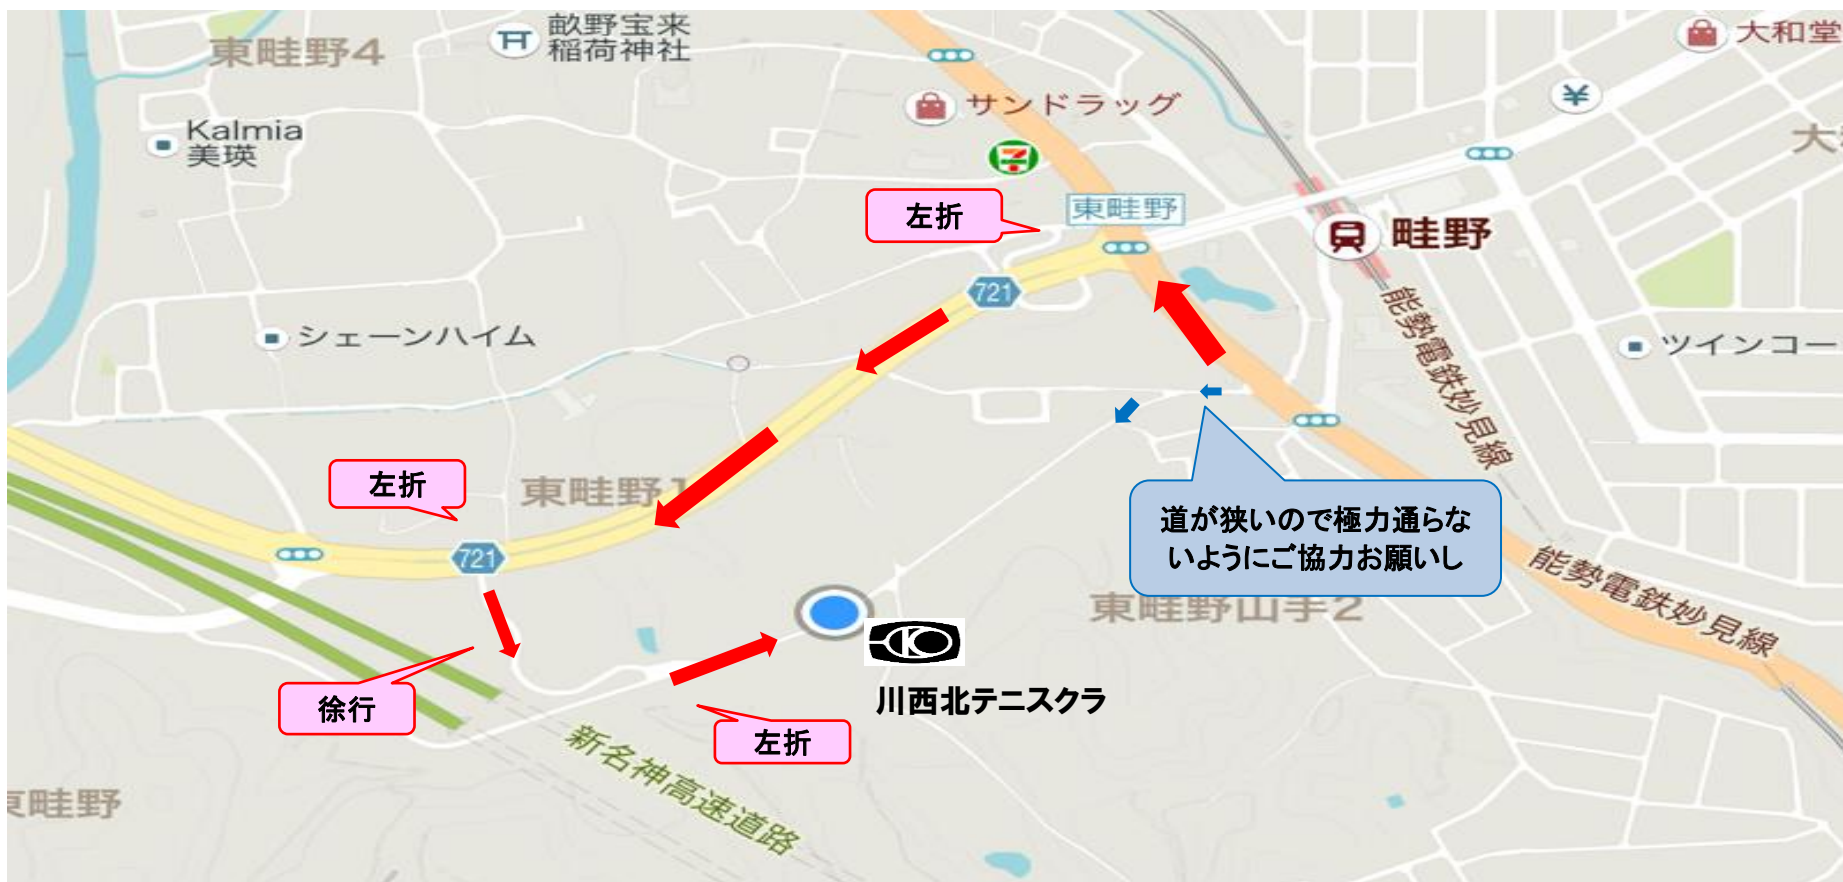 畝野宝来
稲荷神社
東畦野4
大和堂
サンドラッグ
Kalmia
美瑛
大
左折
東畦野
畦野
721
シェーンハイム
能勢電鉄妙見線
ツインコー
左折
東畦野1
道が狭いので極力通らな
いようにご協力お願いし
721
能勢電鉄妙見線
東畦野山手2
徐行
川西北テニスクラ
左折
新名神高速道路
東畦野